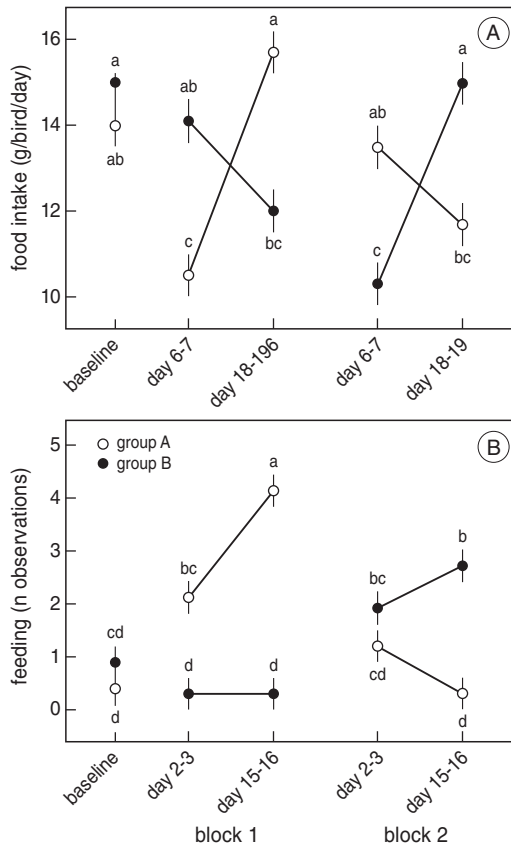 A
food intake (g/bird/day)
16
14
12
10
a
ab
ab
c
a
bc
ab
c
a
bc
baseline
day 6-7
day 18-196
day 6-7
day 18-19
B
group A
group B
feeding (n observations)
5
4
3
2
1
0
cd
d
bc
d
a
d
bc
cd
b
d
baseline
day 2-3
day 15-16
day 2-3
day 15-16
block 1
block 2